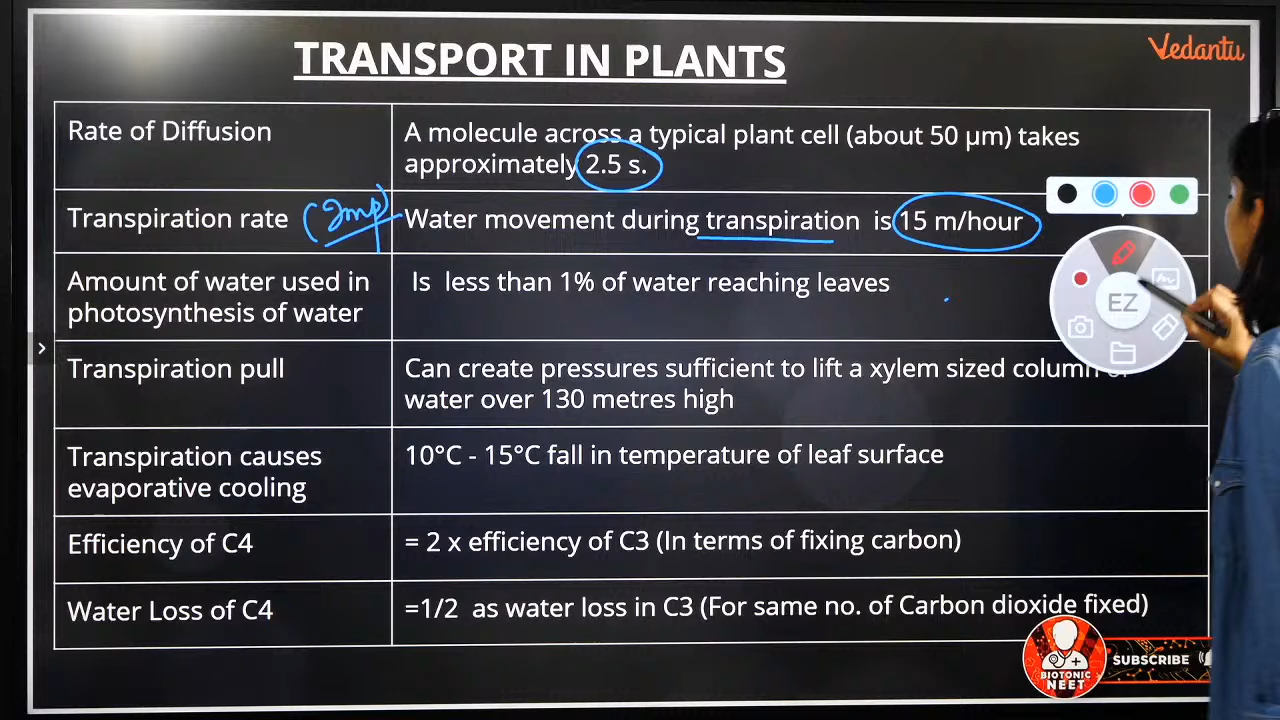 TRANSPORT IN PLANTS
Vedantu
Rate of Diffusion
A molecule across a typical plant cell (about 50 μm) takes
approximately 2.5 s.
Transpiration rate (Imp)
Water movement during transpiration is 15 m/hour
Amount of water used in
photosynthesis of water
Is less than 1% of water reaching leaves
EZ
Transpiration pull
Can create pressures sufficient to lift a xylem sized column
water over 130 metres high
Transpiration causes
evaporative cooling
10°C - 15°C fall in temperature of leaf surface
Efficiency of C4
= 2 x efficiency of C3 (In terms of fixing carbon)
Water Loss of C4
=1/2 as water loss in C3 (For same no. of Carbon dioxide fixed)
BIOTONIC
NEET
SUBSCRIBE